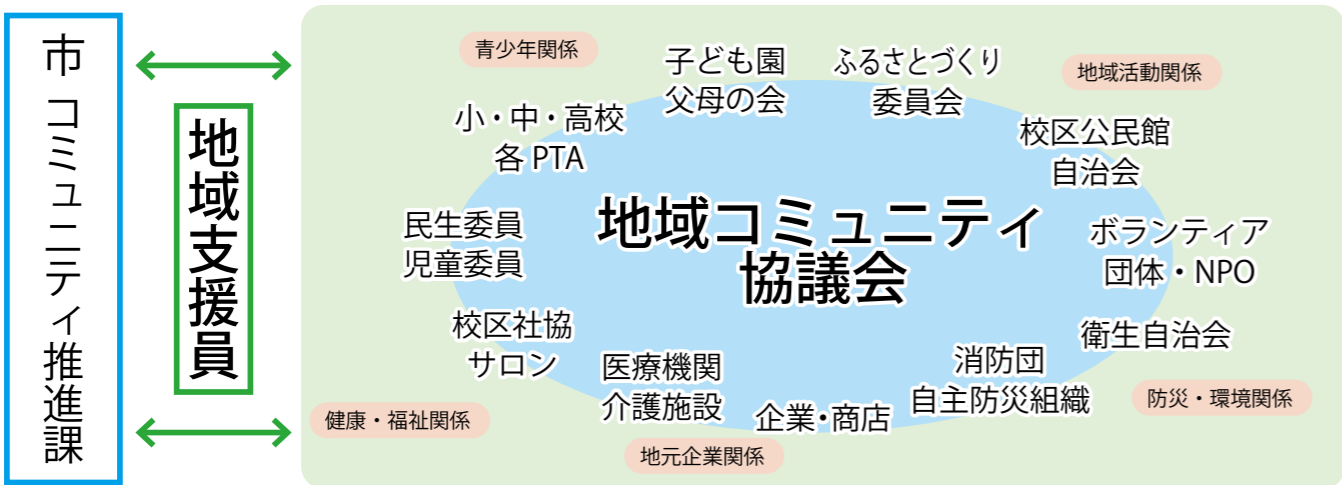 市コミュニティ推進課
地域支援員
青少年関係
子ども園
父母の会
ふるさとづくり
委員会
地域活動関係
小・中・高校
各 PTA
校区公民館
自治会
地域コミュニティ
協議会
民生委員
児童委員
ボランティア
団体・NPO
校区社協
サロン
衛生自治会
医療機関
介護施設
企業・商店
消防団
自主防災組織
防災・環境関係
健康・福祉関係
地元企業関係